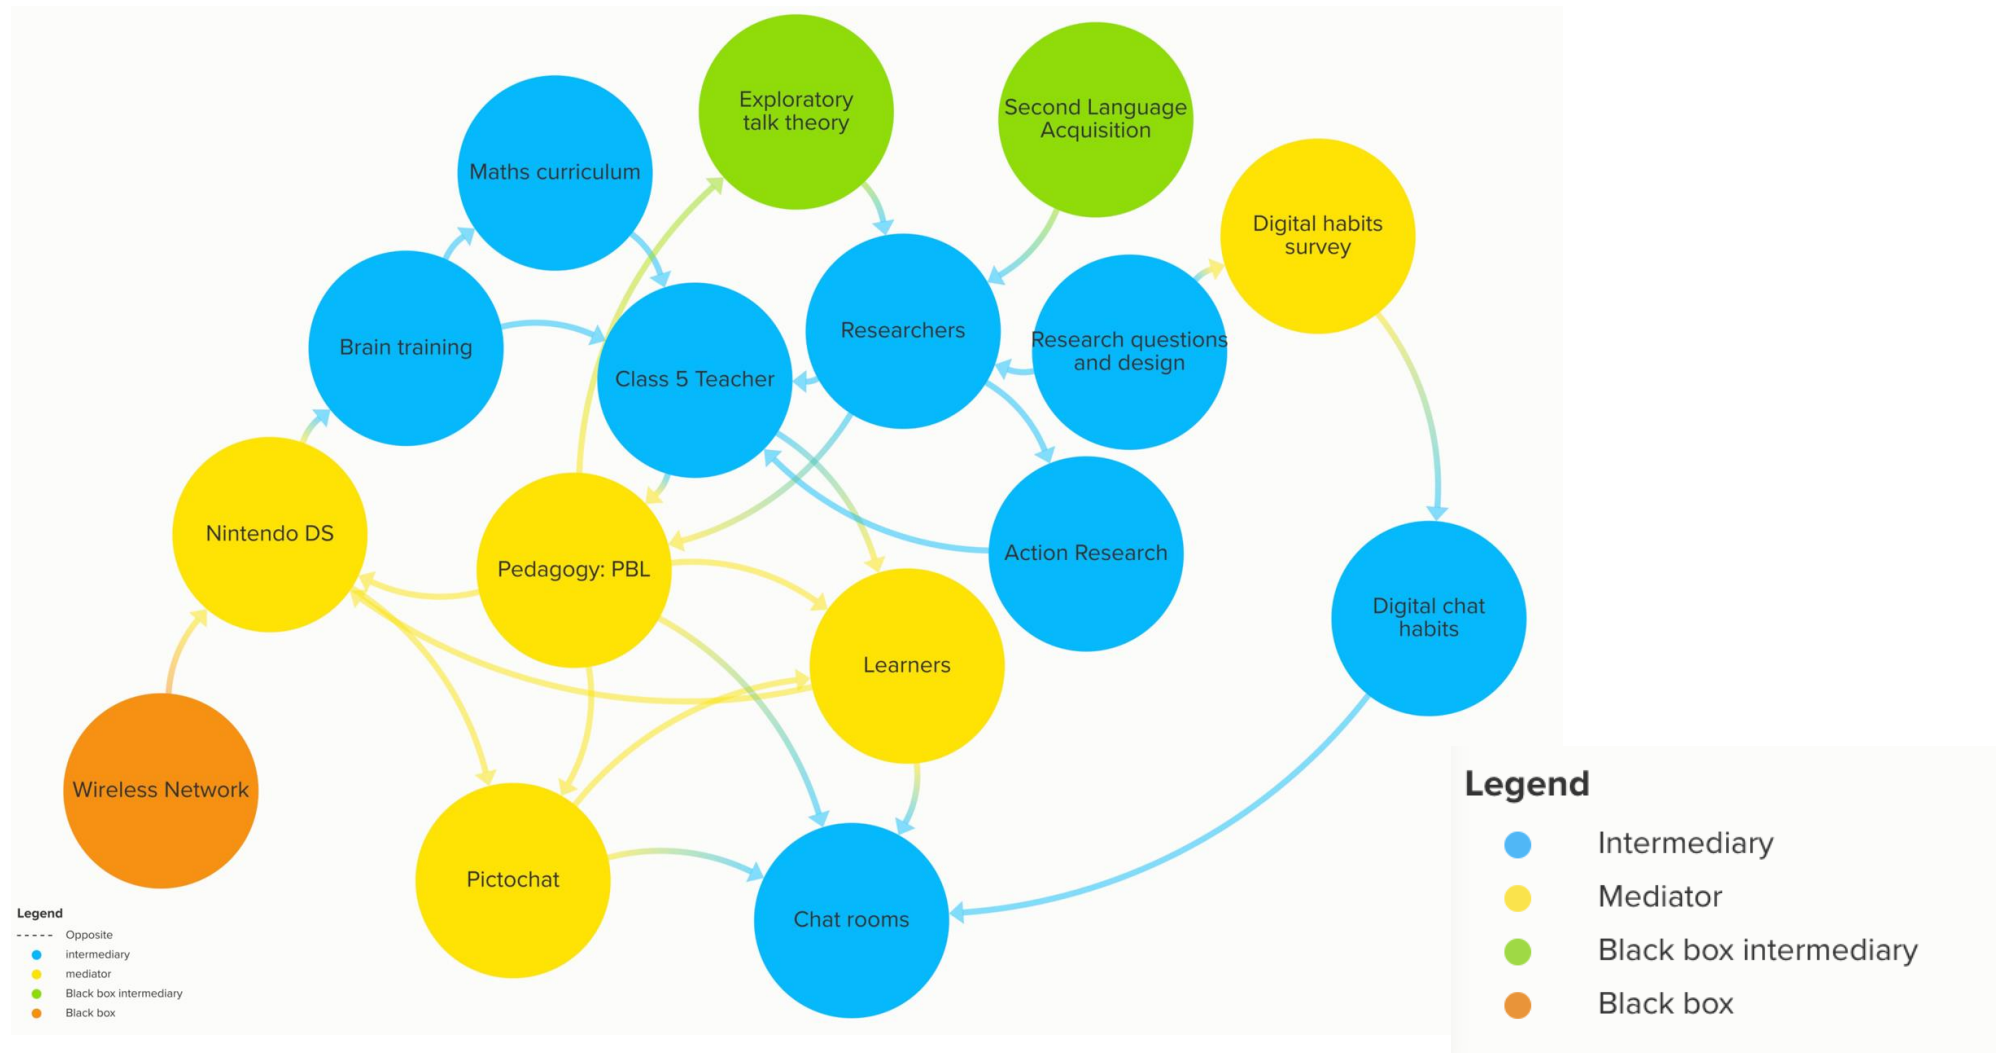 Exploratory
talk theory
Second Language
Acquisition
Maths curriculum
Digital habits
survey
Brain training
Class 5 Teacher
Researchers
Research questions
and design
Nintendo DS
Pedagogy: PBL
Action Research
Digital chat
habits
Learners
Wireless Network
Pictochat
Chat rooms
Legend
Opposite
intermediary
mediator
Black box intermediary
Black box
Legend
Intermediary
Mediator
Black box intermediary
Black box